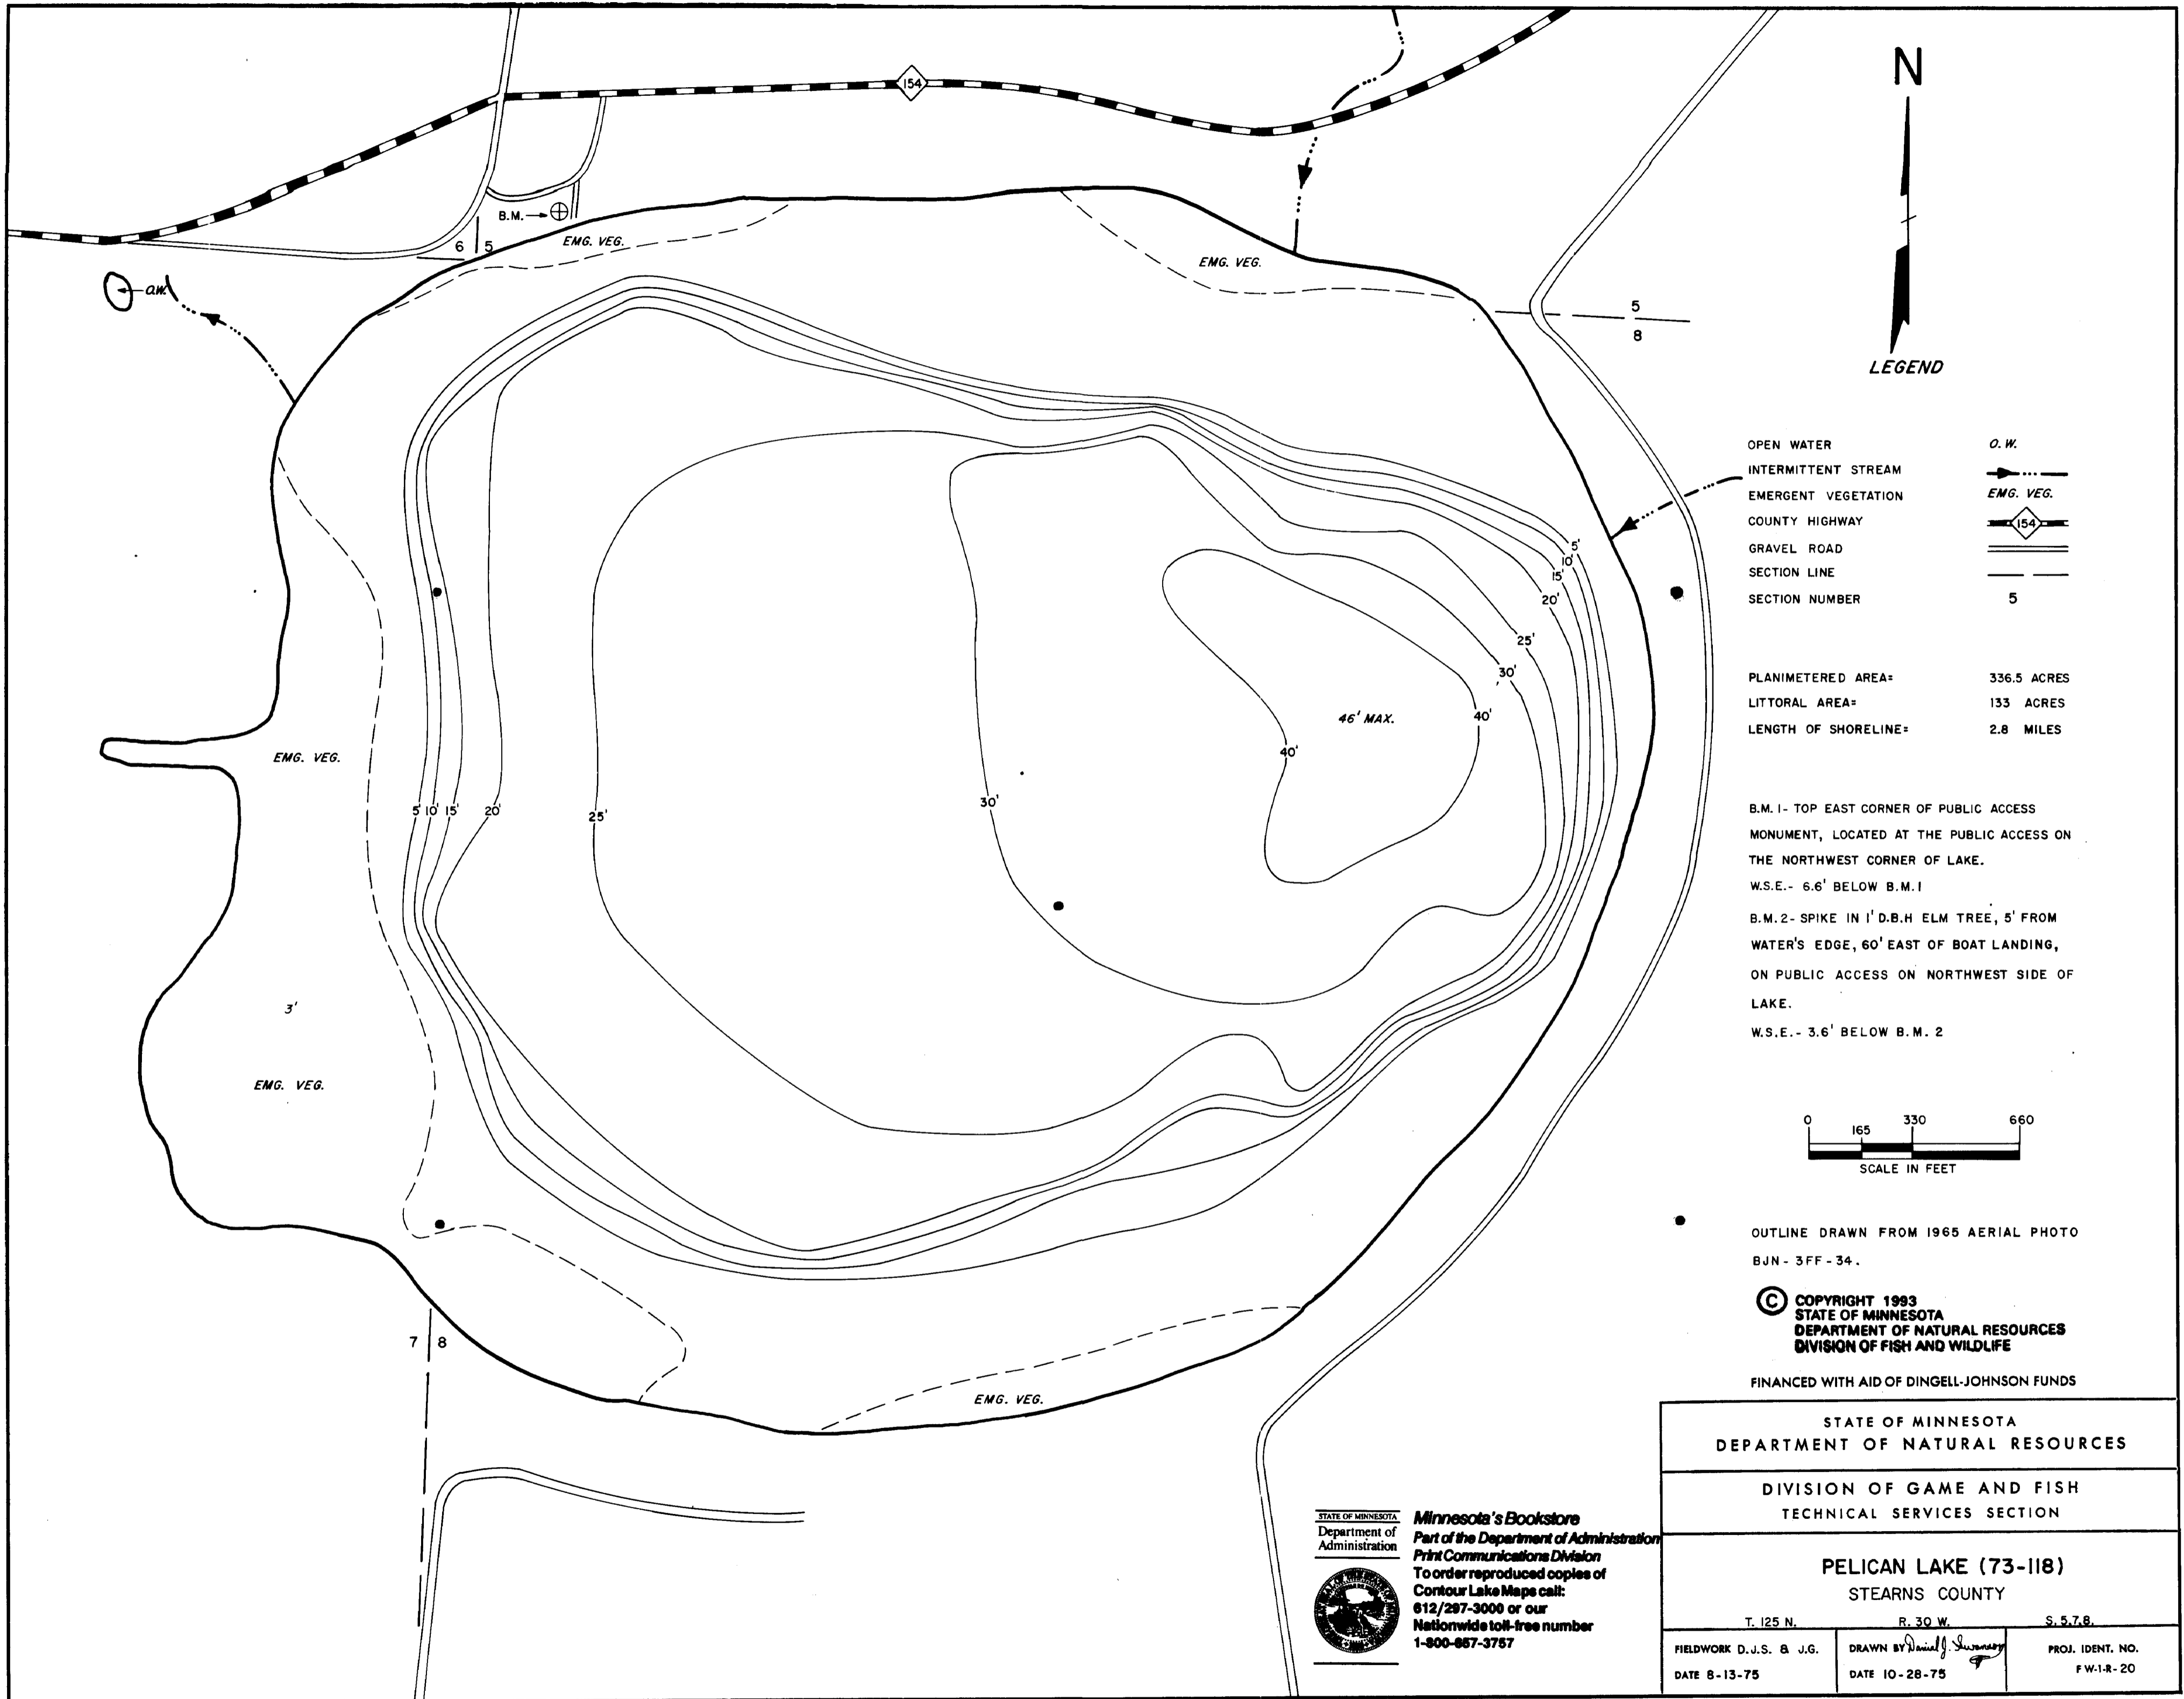 154
N
B.M.
6 5
EMG. VEG.
EMG. VEG.
O.W.
5
8
LEGEND
OPEN WATER O. W.
INTERMITTENT STREAM
EMERGENT VEGETATION EMG. VEG.
COUNTY HIGHWAY 154
GRAVEL ROAD
SECTION LINE
SECTION NUMBER 5
5'
10'
15'
20'
25'
30'
40'
46' MAX.
40'
30'
EMG. VEG.
5' 10' 15' 20' 25'
3'
EMG. VEG.
7 8
EMG. VEG.
PLANIMETERED AREA= 336.5 ACRES
LITTORAL AREA= 133 ACRES
LENGTH OF SHORELINE= 2.8 MILES
B.M. 1- TOP EAST CORNER OF PUBLIC ACCESS
MONUMENT, LOCATED AT THE PUBLIC ACCESS ON
THE NORTHWEST CORNER OF LAKE.
W.S.E.- 6.6' BELOW B.M.1
B.M. 2- SPIKE IN 1' D.B.H ELM TREE, 5' FROM
WATER'S EDGE, 60' EAST OF BOAT LANDING,
ON PUBLIC ACCESS ON NORTHWEST SIDE OF
LAKE.
W.S.E.- 3.6' BELOW B.M. 2
0 165 330 660
SCALE IN FEET
OUTLINE DRAWN FROM 1965 AERIAL PHOTO
BJN - 3FF - 34.
© COPYRIGHT 1993
STATE OF MINNESOTA
DEPARTMENT OF NATURAL RESOURCES
DIVISION OF FISH AND WILDLIFE
FINANCED WITH AID OF DINGELL-JOHNSON FUNDS
STATE OF MINNESOTA
Department of
Administration
Minnesota's Bookstore
Part of the Department of Administration
Print Communications Division
To order reproduced copies of
Contour Lake Maps call:
612/297-3000 or our
Nationwide toll-free number
1-800-657-3757
STATE OF MINNESOTA
DEPARTMENT OF NATURAL RESOURCES
DIVISION OF GAME AND FISH
TECHNICAL SERVICES SECTION
PELICAN LAKE (73-118)
STEARNS COUNTY
T. 125 N. R. 30 W. S. 5,7,8.
FIELDWORK D.J.S. & J.G.
DATE 8-13-75
DRAWN BY Daniel J. Swanson
DATE 10-28-75
PROJ. IDENT. NO.
FW-1-R-20